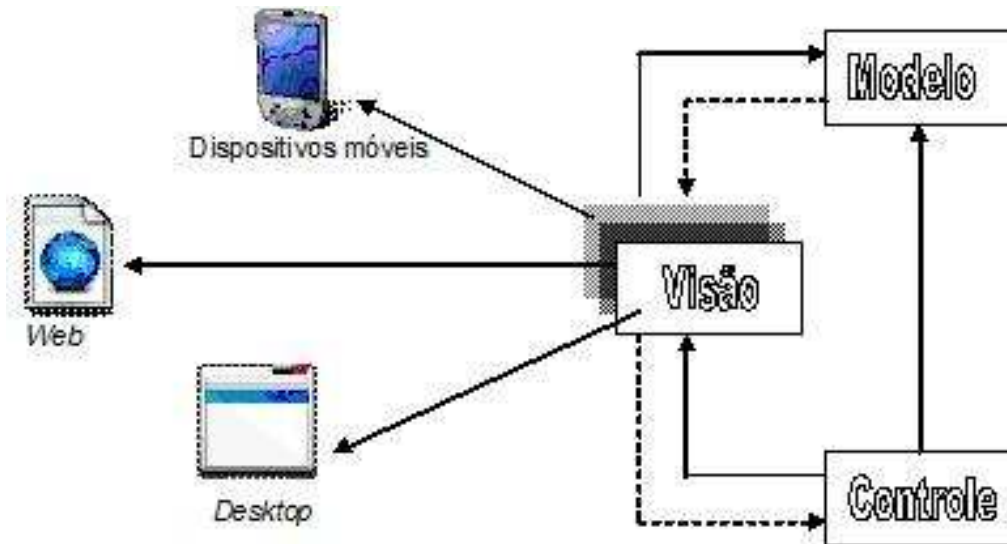 Modelo
Dispositivos móveis
Visão
Web
Desktop
Controle